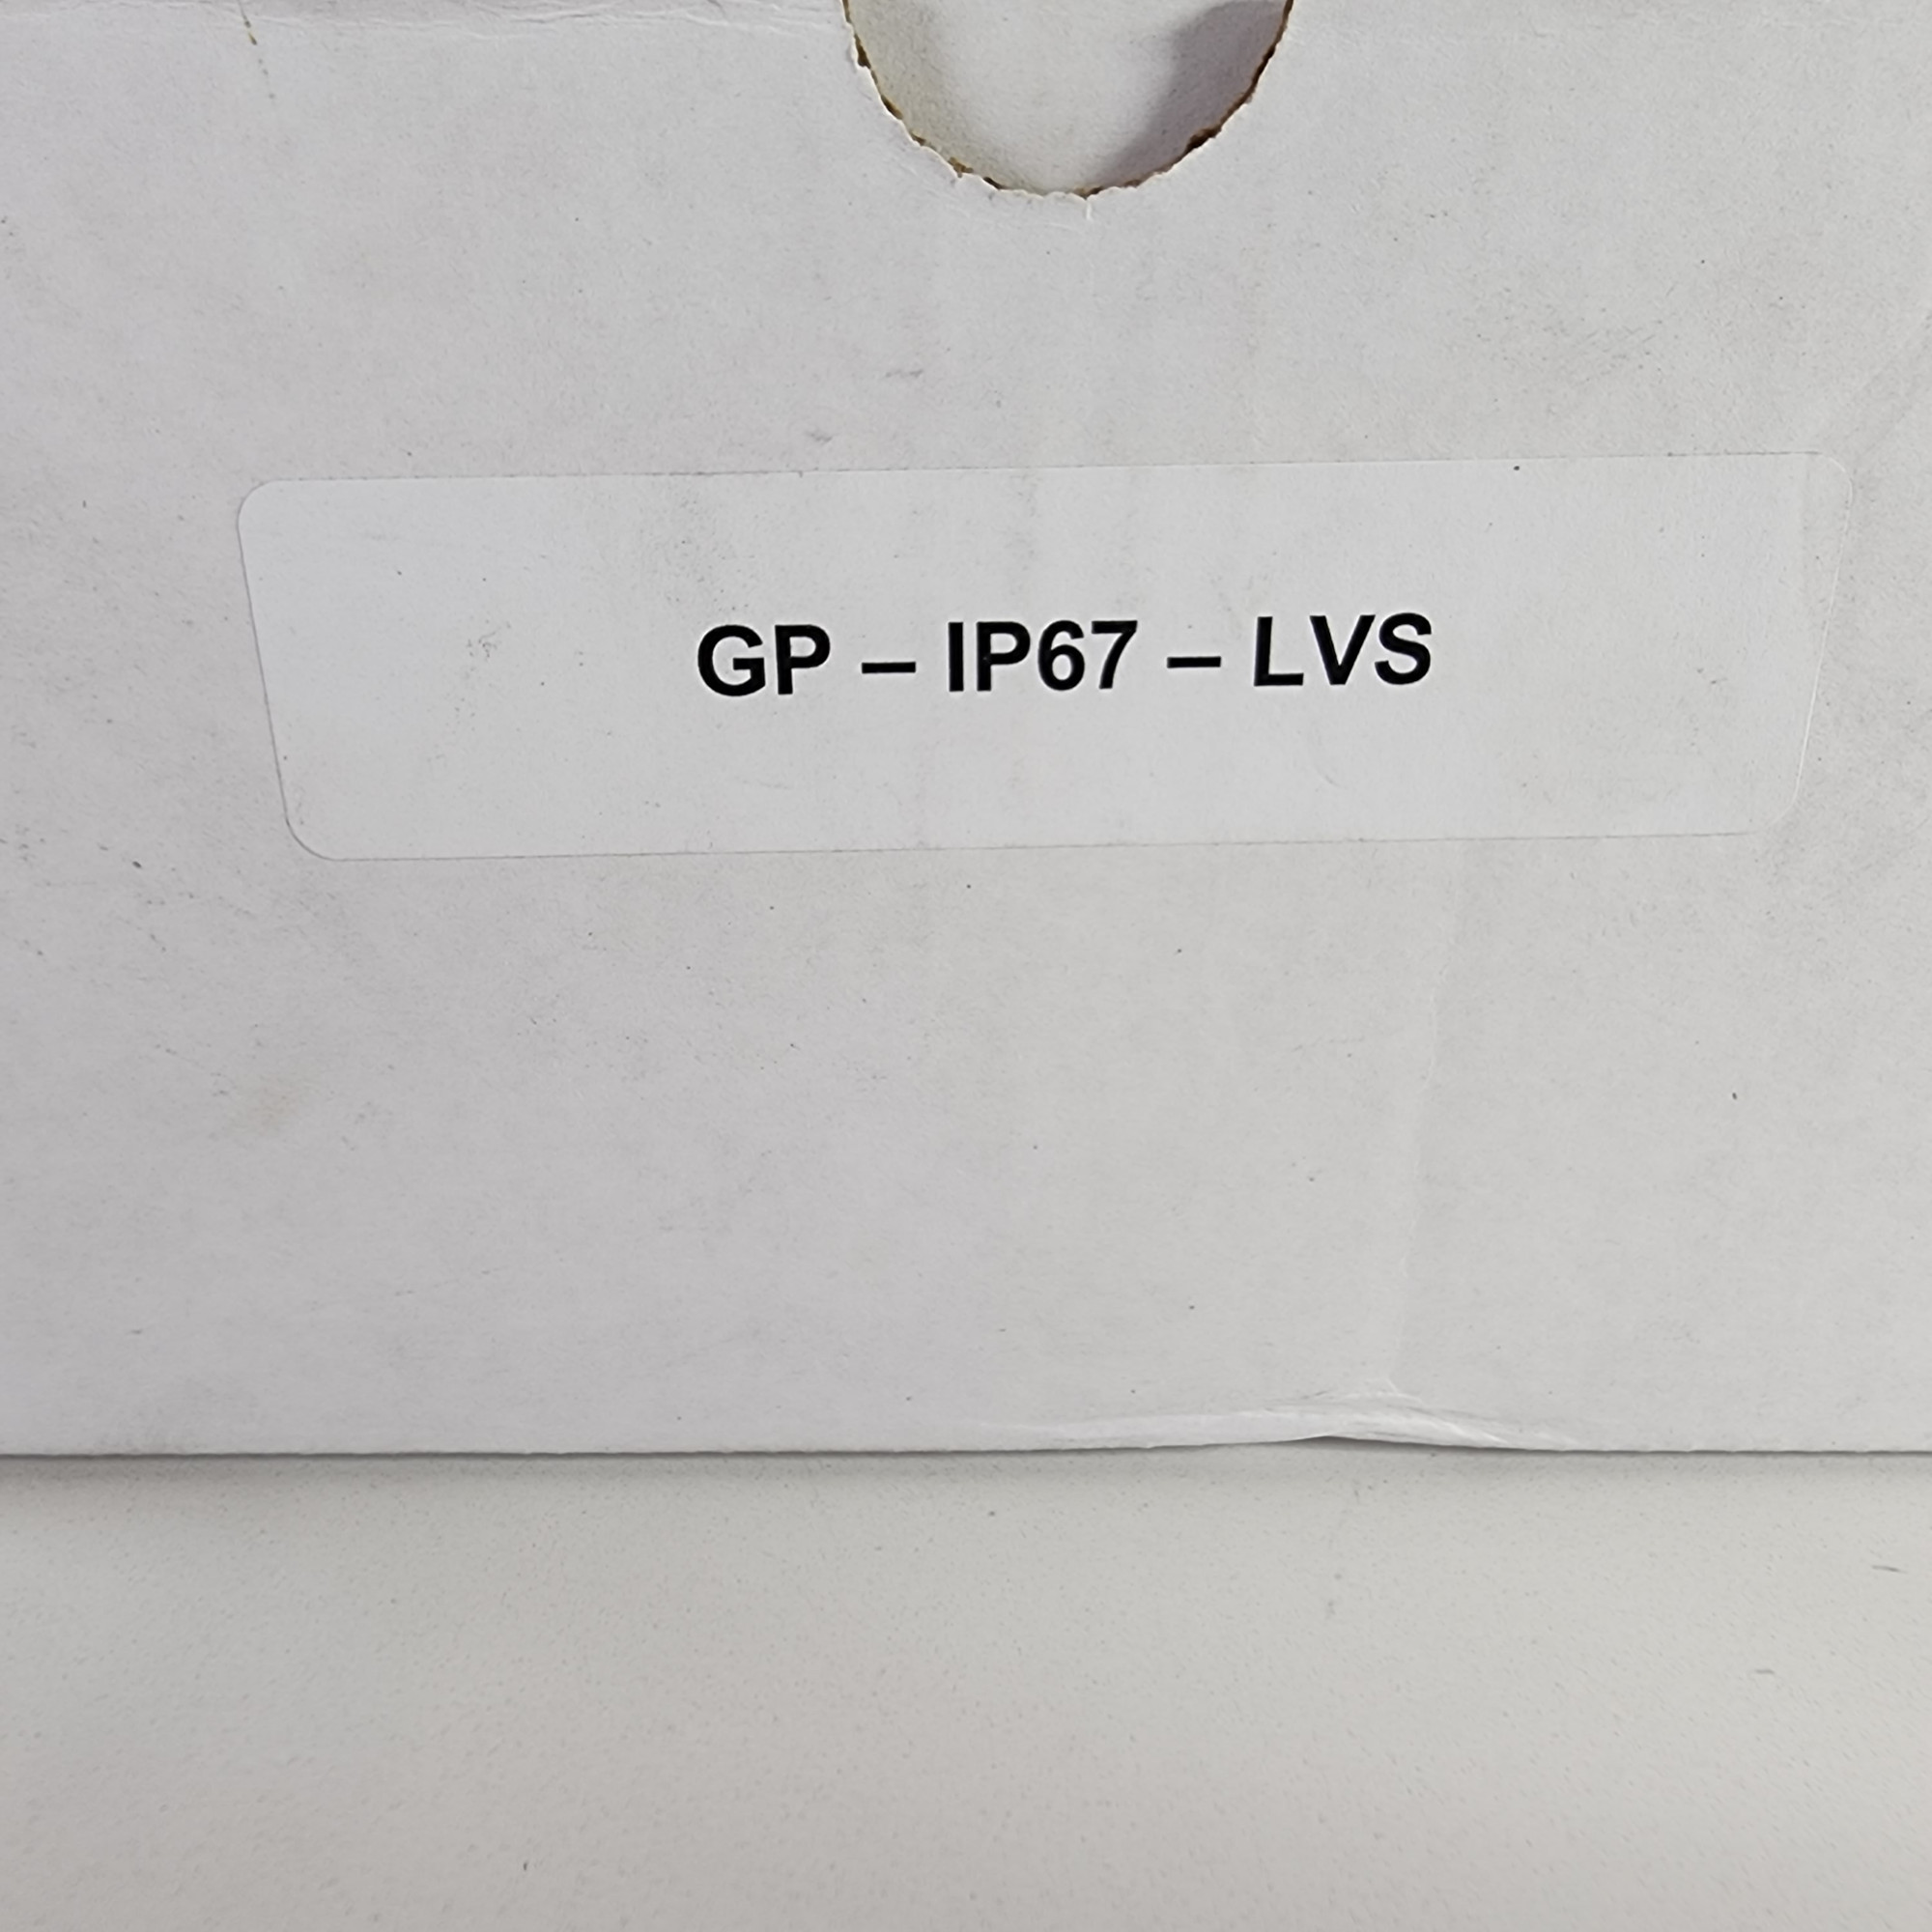 GP – IP67 – LVS